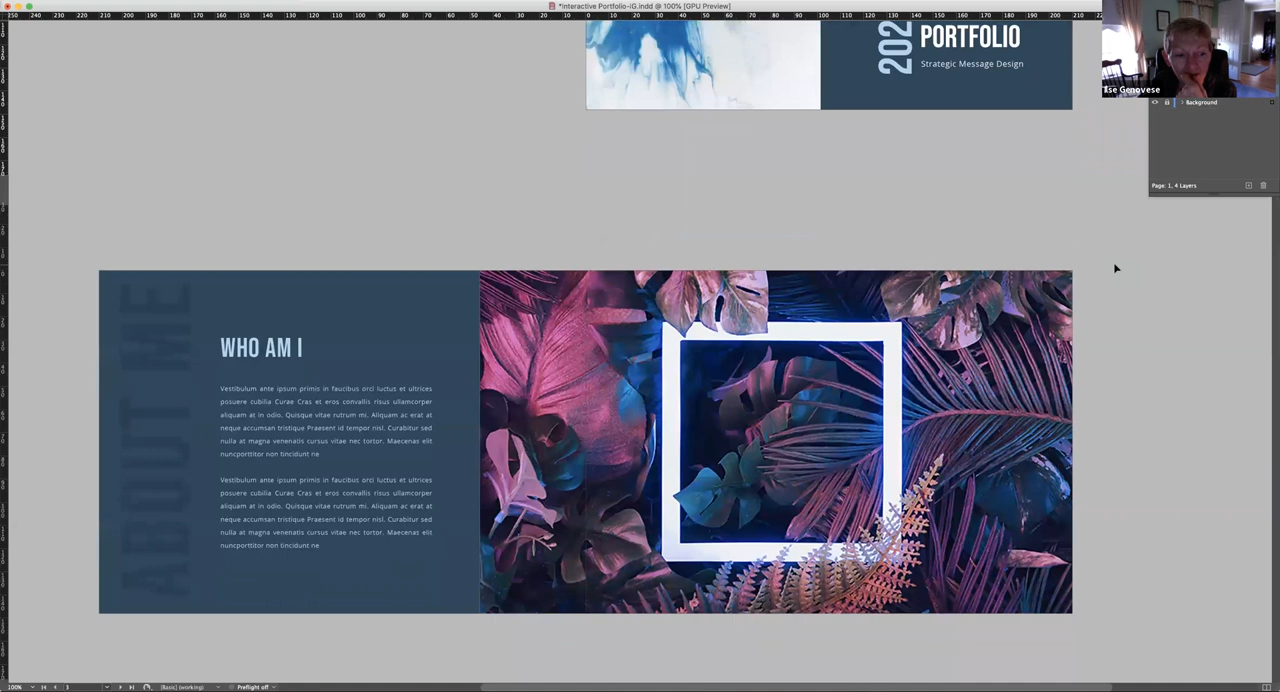 *Interactive Portfolio-IG.indd @ 100% [GPU Preview]
202
PORTFOLIO
Strategic Message Design
Background
Page: 1, 4 Layers
ABOUT ME
WHO AM I
Vestibulum ante ipsum primis in faucibus orci luctus et ultrices
posuere cubilia Curae Cras et eros convallis risus ullamcorper
aliquam at in odio. Quisque vitae rutrum mi. Aliquam ac erat at
neque accumsan tristique Praesent id tempor nisl. Curabitur sed
nulla at magna venenatis cursus vitae nec tortor. Maecenas elit
nuncporttitor non tincidunt ne
Vestibulum ante ipsum primis in faucibus orci luctus et ultrices
posuere cubilia Curae Cras et eros convallis risus ullamcorper
aliquam at in odio. Quisque vitae rutrum mi. Aliquam ac erat at
neque accumsan tristique Praesent id tempor nisl. Curabitur sed
nulla at magna venenatis cursus vitae nec tortor. Maecenas elit
nuncporttitor non tincidunt ne
100%
3
[Basic] (working)
Preflight off